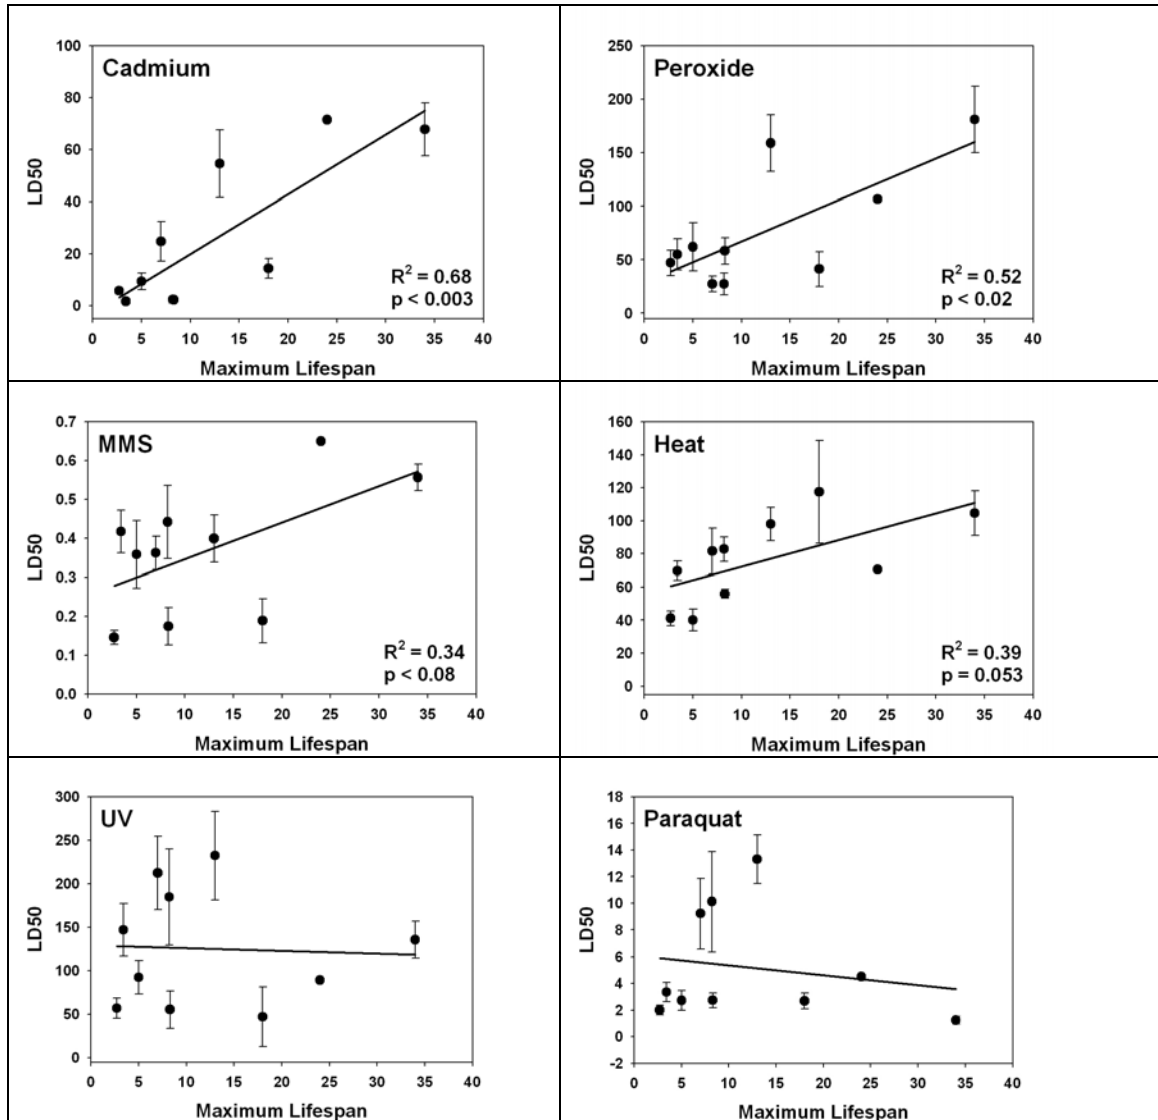 Cadmium
100
80
60
40
20
0
LD50
R² = 0.68
p < 0.003
0 5 10 15 20 25 30 35 40
Maximum Lifespan
Peroxide
250
200
150
100
50
0
LD50
R² = 0.52
p < 0.02
0 5 10 15 20 25 30 35 40
Maximum Lifespan
MMS
0.7
0.6
0.5
0.4
0.3
0.2
0.1
0.0
LD50
R² = 0.34
p < 0.08
0 5 10 15 20 25 30 35 40
Maximum Lifespan
Heat
160
140
120
100
80
60
40
20
0
LD50
R² = 0.39
p = 0.053
0 5 10 15 20 25 30 35 40
Maximum Lifespan
UV
300
250
200
150
100
50
0
LD50
0 5 10 15 20 25 30 35 40
Maximum Lifespan
Paraquat
18
16
14
12
10
8
6
4
2
0
-2
LD50
0 5 10 15 20 25 30 35 40
Maximum Lifespan